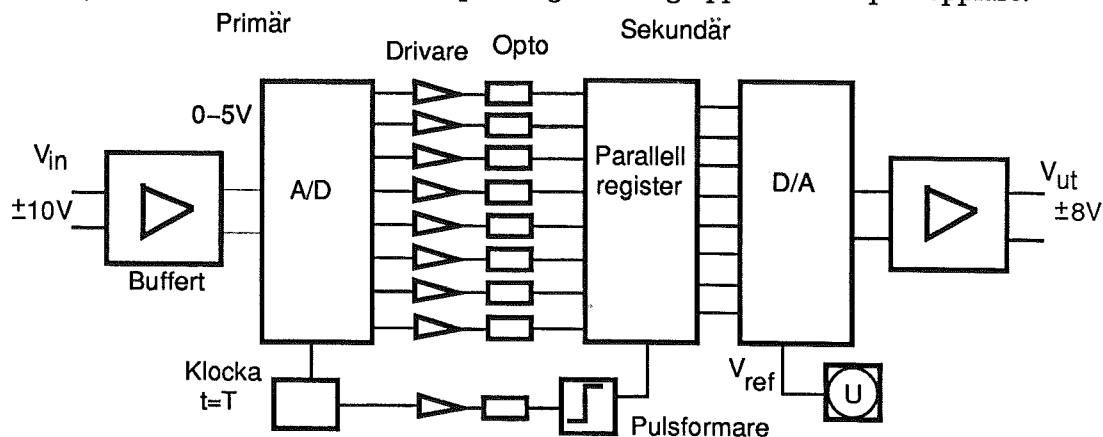 Primär
Sekundär
Drivare
Opto
0–5V
V_in
±10V
A/D
Parallell
register
D/A
V_ut
±8V
Buffert
Klocka
t=T
V_ref
U
Pulsformare